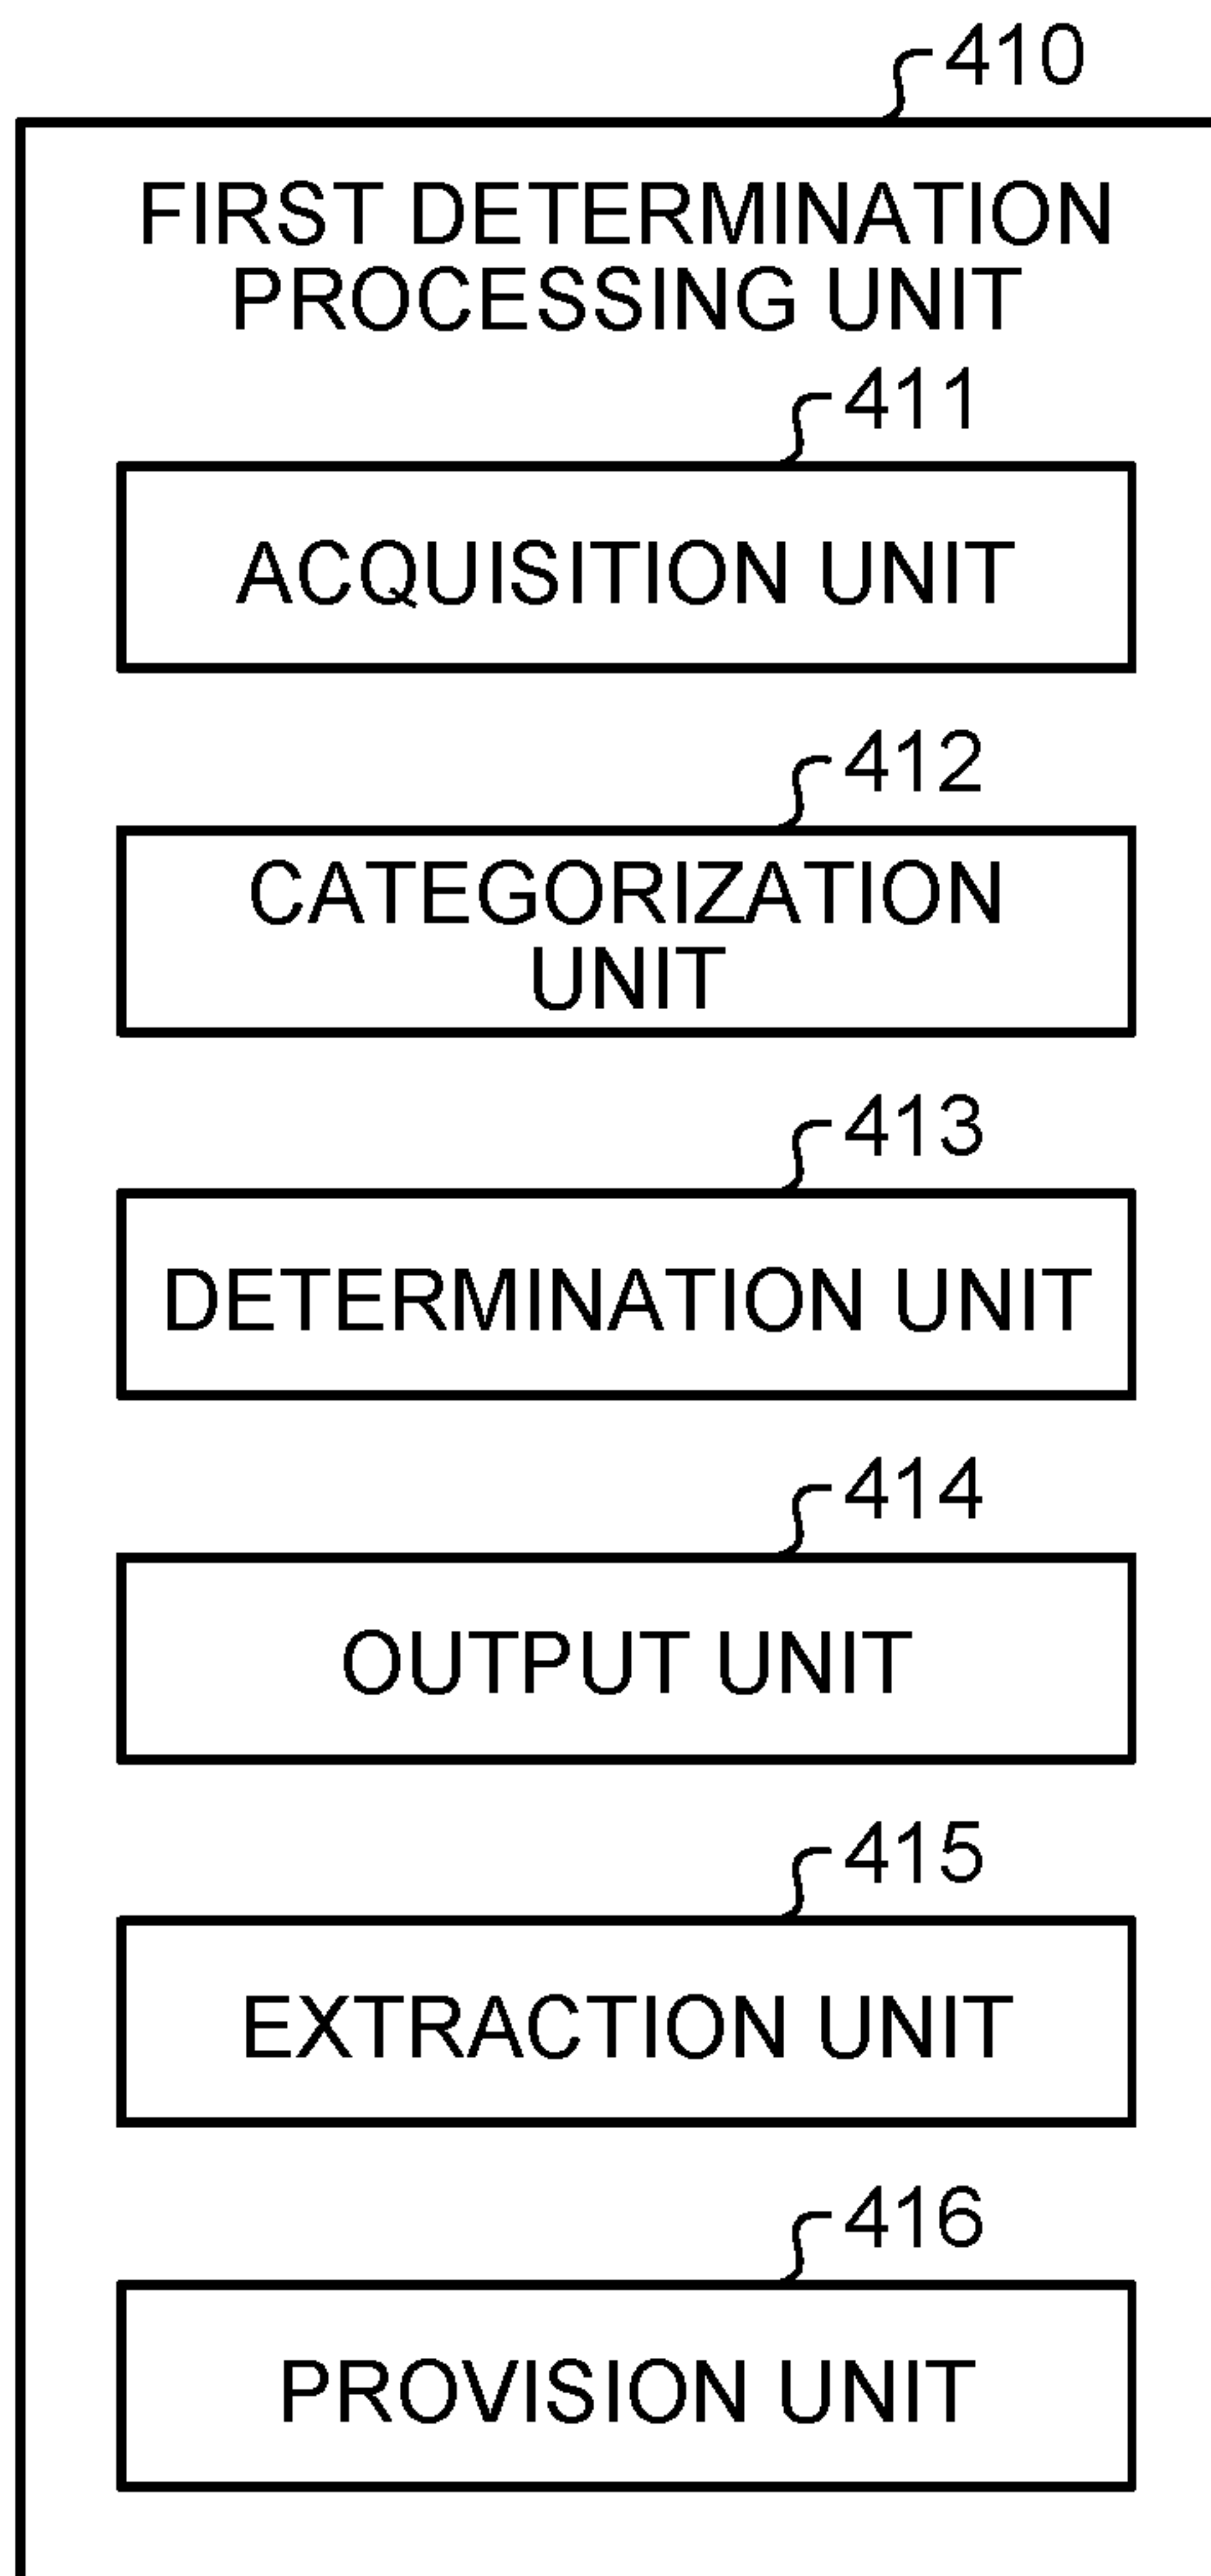 410
FIRST DETERMINATION
PROCESSING UNIT
411
ACQUISITION UNIT
412
CATEGORIZATION
UNIT
413
DETERMINATION UNIT
414
OUTPUT UNIT
415
EXTRACTION UNIT
416
PROVISION UNIT